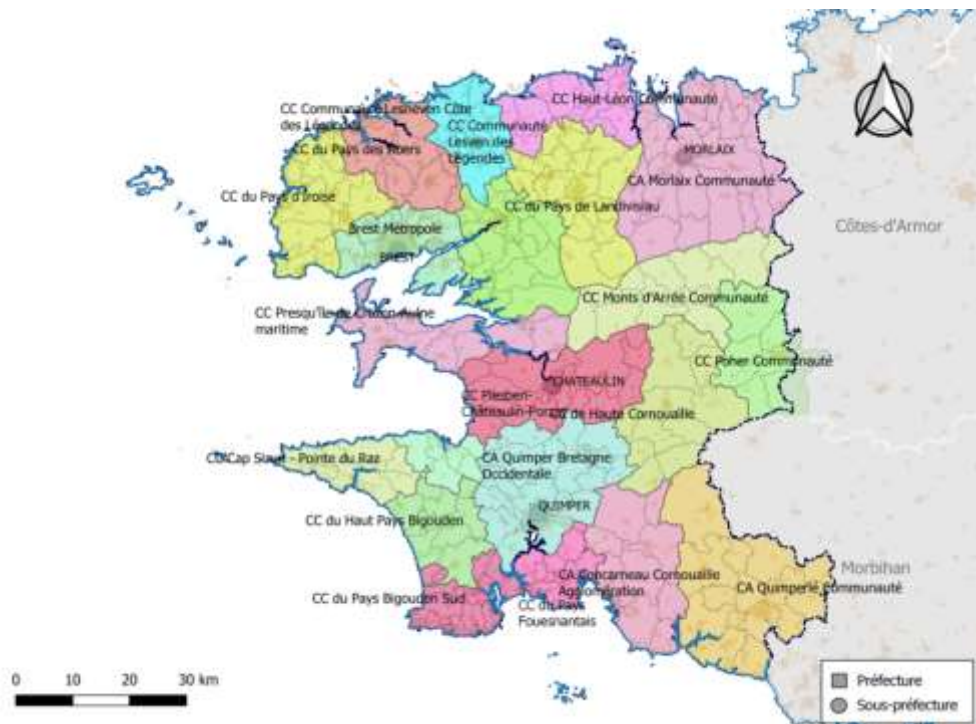 CC Haut-Léon Communauté
CC Communauté Lesneven Côte
des Légendes
CC Communauté
Lesven des
Légendes
CC du Pays des Abers
MORLAIX
CA Morlaix Communauté
CC du Pays d'Iroise
CC du Pays de Landivisiau
Brest Métropole
BREST
Côtes-d'Armor
CC Monts d'Arrée Communauté
CC Presqu'île de Crozon-Aulne
maritime
CC Poher Communauté
CHATEAULIN
CC Pleyben-
Châteaulin-Porzay
de Haute Cornouaille
Cap Sizun - Pointe du Raz
CA Quimper Bretagne
Occidentale
QUIMPER
CC du Haut Pays Bigouden
Morbihan
CA Concarneau Cornouaille
Agglomération
CA Quimperlé Communauté
CC du Pays Bigouden Sud
CC du Pays
Fouesnantais
N
0 10 20 30 km
Préfecture
Sous-préfecture